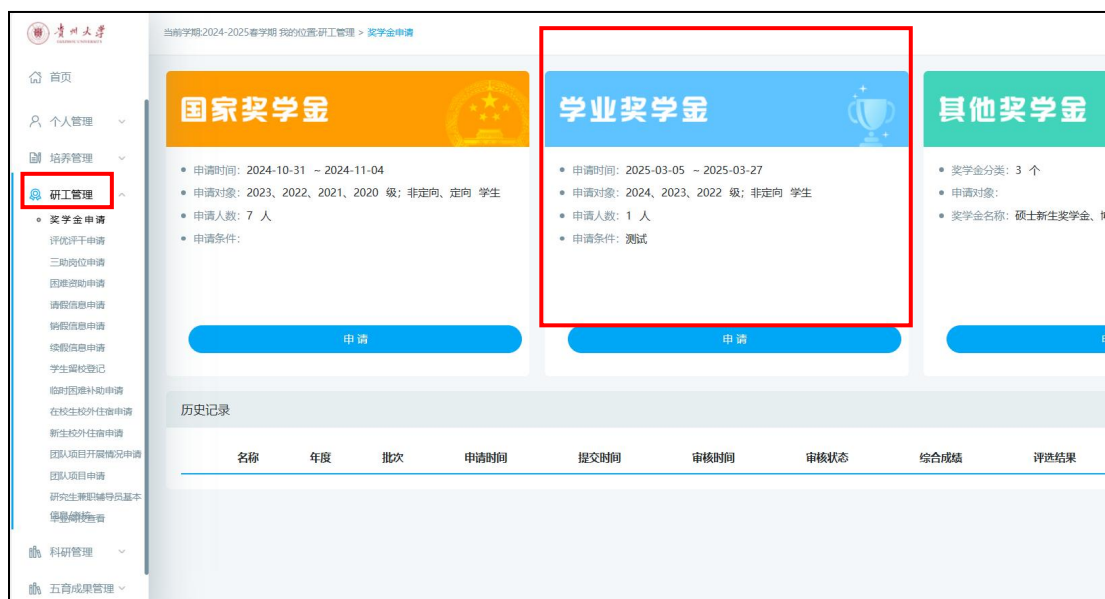 贵州大学
当前学期:2024-2025春学期 我的位置:研工管理 > 奖学金申请
首页
个人管理
培养管理
研工管理
奖学金申请
评优评干申请
三助岗位申请
困难资助申请
请假信息申请
销假信息申请
续假信息申请
学生留校登记
临时困难补助申请
在校生校外住宿申请
新生校外住宿申请
团队项目开展情况申请
团队项目申请
研究生兼职辅导员基本
科研管理
五育成果管理
国家奖学金
申请时间: 2024-10-31 ~ 2024-11-04
申请对象: 2023、2022、2021、2020 级; 非定向、定向 学生
申请人数: 7 人
申请条件:
申请
学业奖学金
申请时间: 2025-03-05 ~ 2025-03-27
申请对象: 2024、2023、2022 级; 非定向 学生
申请人数: 1 人
申请条件: 测试
申请
其他奖学金
奖学金分类: 3 个
申请对象:
奖学金名称: 硕士新生奖学金、
历史记录
名称 年度 批次 申请时间 提交时间 审核时间 审核状态 综合成绩 评选结果